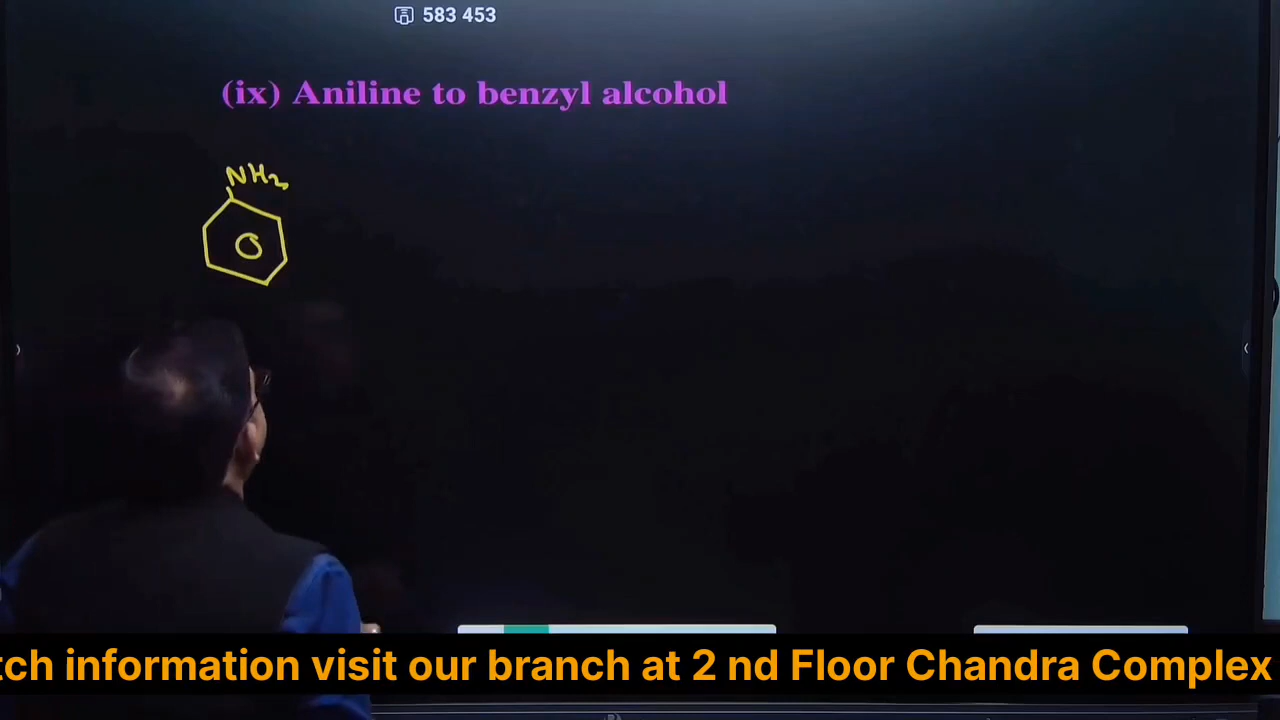 583 453
(ix) Aniline to benzyl alcohol
NH2
tch information visit our branch at 2 nd Floor Chandra Complex